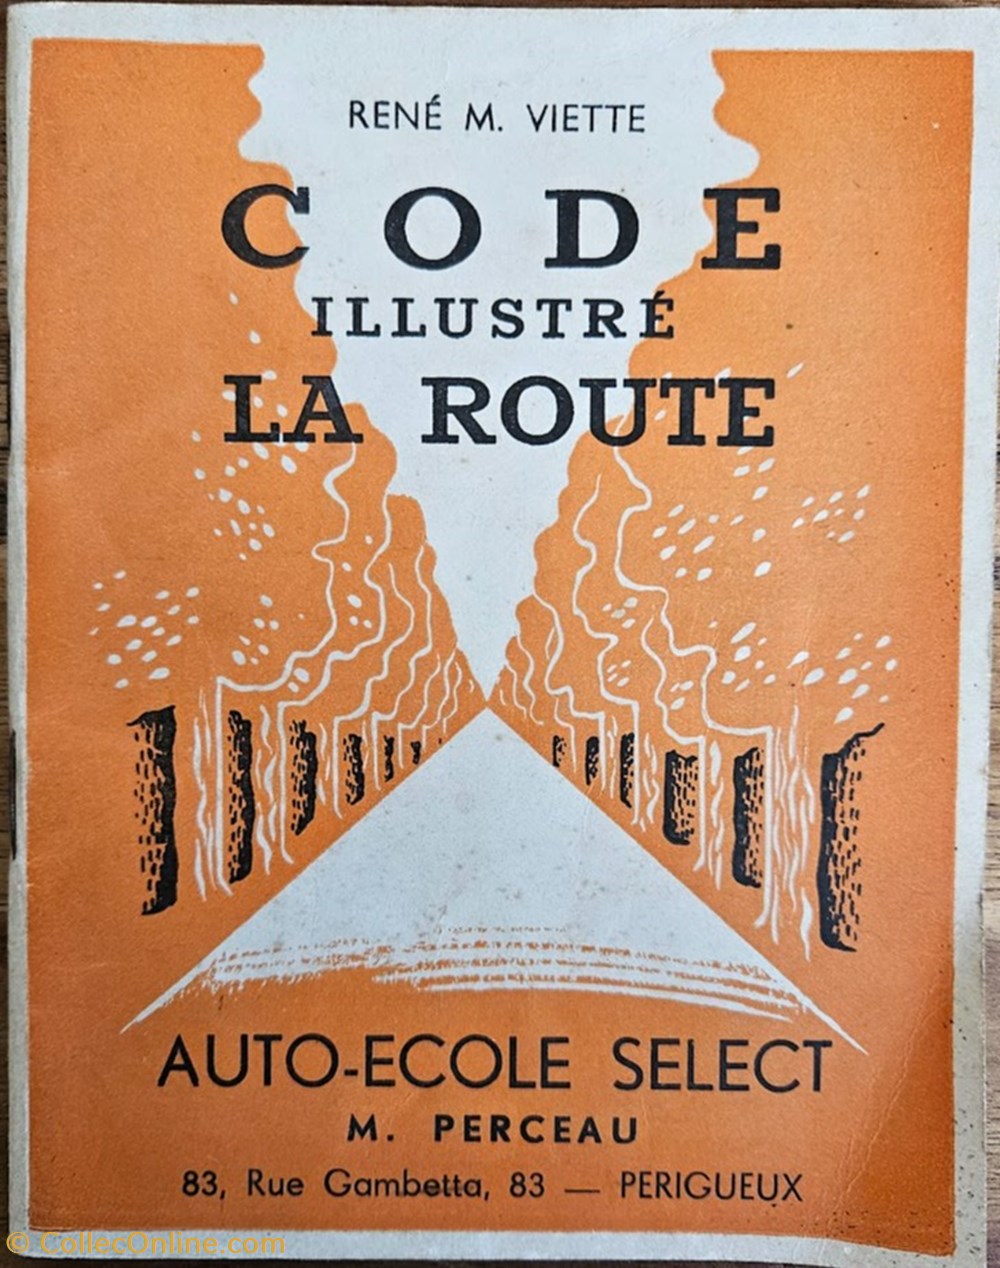 RENÉ M. VIETTE
CODE
ILLUSTRÉ
LA ROUTE
AUTO-ECOLE SELECT
M. PERCEAU
83, Rue Gambetta, 83 — PERIGUEUX
© CollecOnline.com